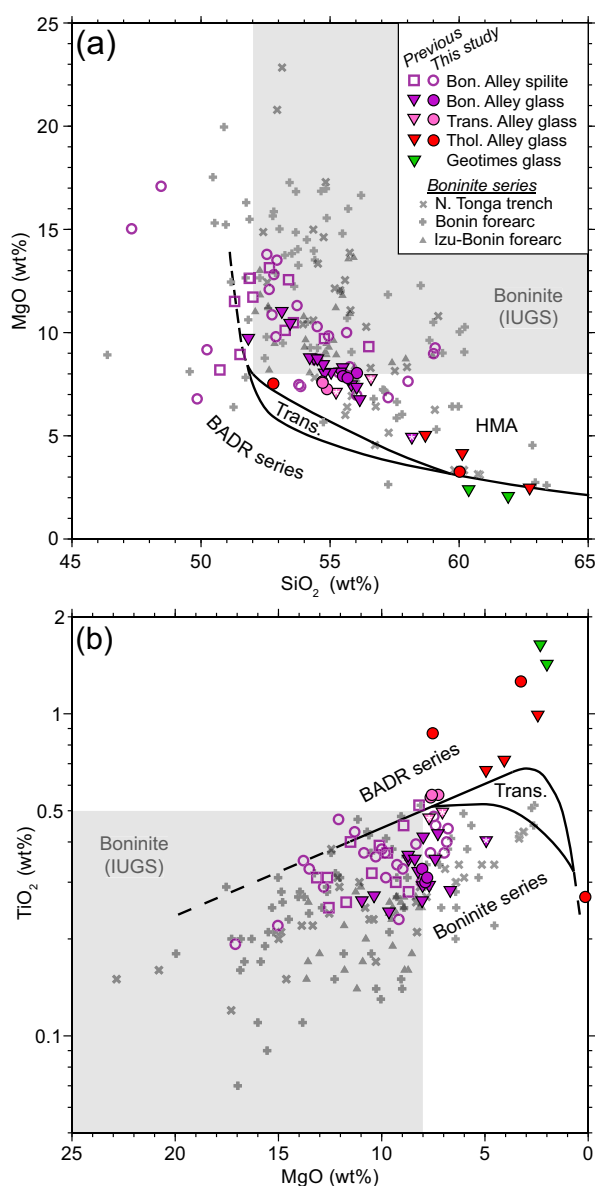 (a)
25
20
15
10
5
0
MgO (wt%)
45
50
55
60
65
SiO₂ (wt%)
Previous
This study
Bon. Alley spilite
Bon. Alley glass
Trans. Alley glass
Thol. Alley glass
Geotimes glass
Boninite series
N. Tonga trench
Bonin forearc
Izu-Bonin forearc
Boninite
(IUGS)
Trans.
BADR series
HMA
(b)
2
1
0.5
0.1
TiO₂ (wt%)
BADR series
Trans.
Boninite
(IUGS)
Boninite series
25
20
15
10
5
0
MgO (wt%)